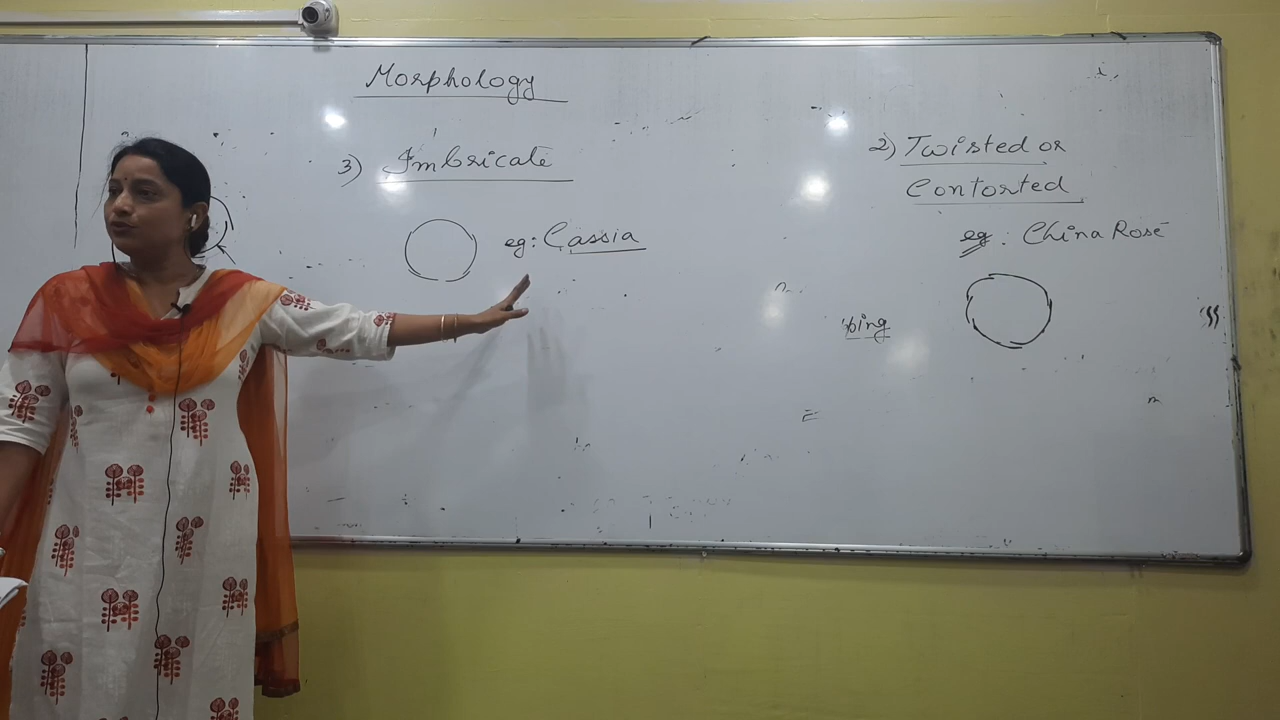 Morphology
3) Imbricate
eg: Cassia
2) Twisted or
Contorted
eg: China Rose